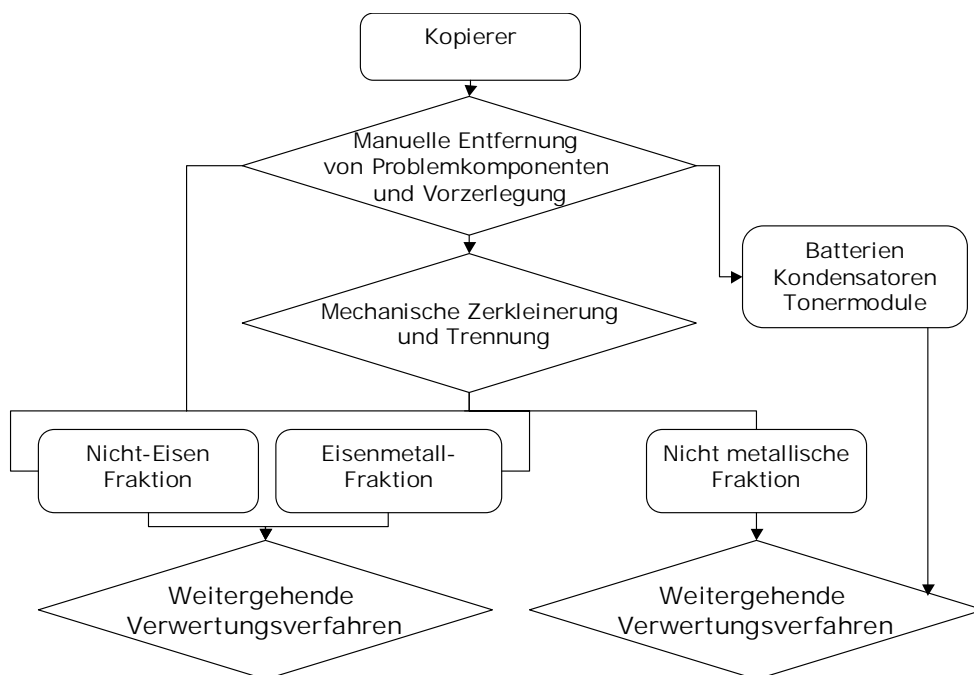 Kopierer
Manuelle Entfernung
von Problemkomponenten
und Vorzerlegung
Batterien
Kondensatoren
Tonermodule
Mechanische Zerkleinerung
und Trennung
Nicht-Eisen
Fraktion
Eisenmetall-
Fraktion
Nicht metallische
Fraktion
Weitergehende
Verwertungsverfahren
Weitergehende
Verwertungsverfahren